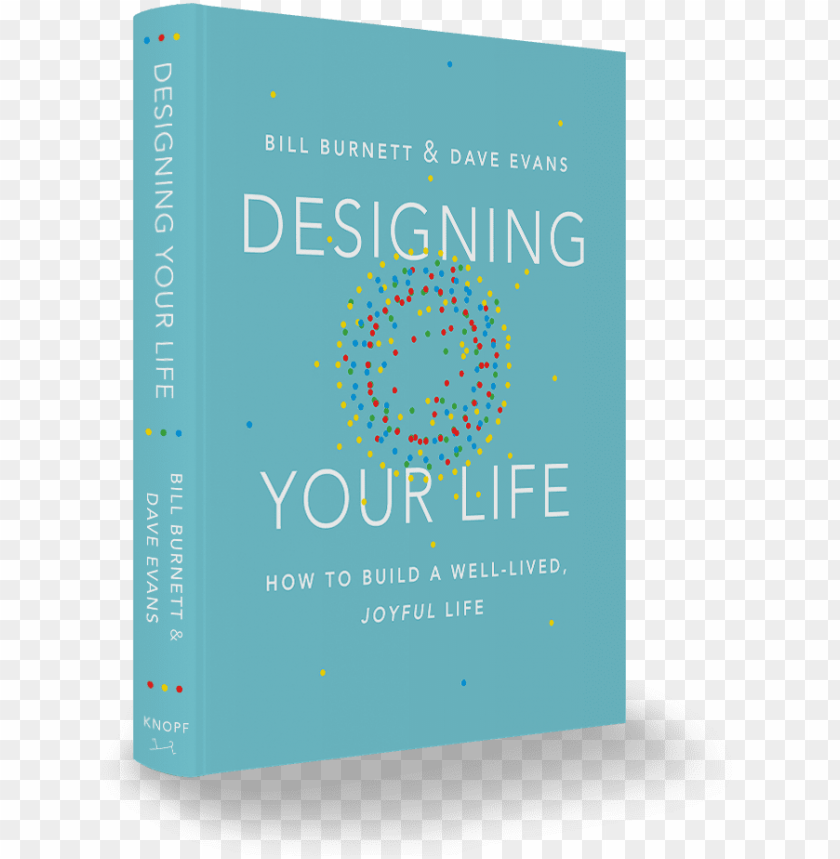 DESIGNING YOUR LIFE
BILL BURNETT &
DAVE EVANS
KNOPF
BILL BURNETT & DAVE EVANS
DESIGNING
YOUR LIFE
HOW TO BUILD A WELL-LIVED,
JOYFUL LIFE